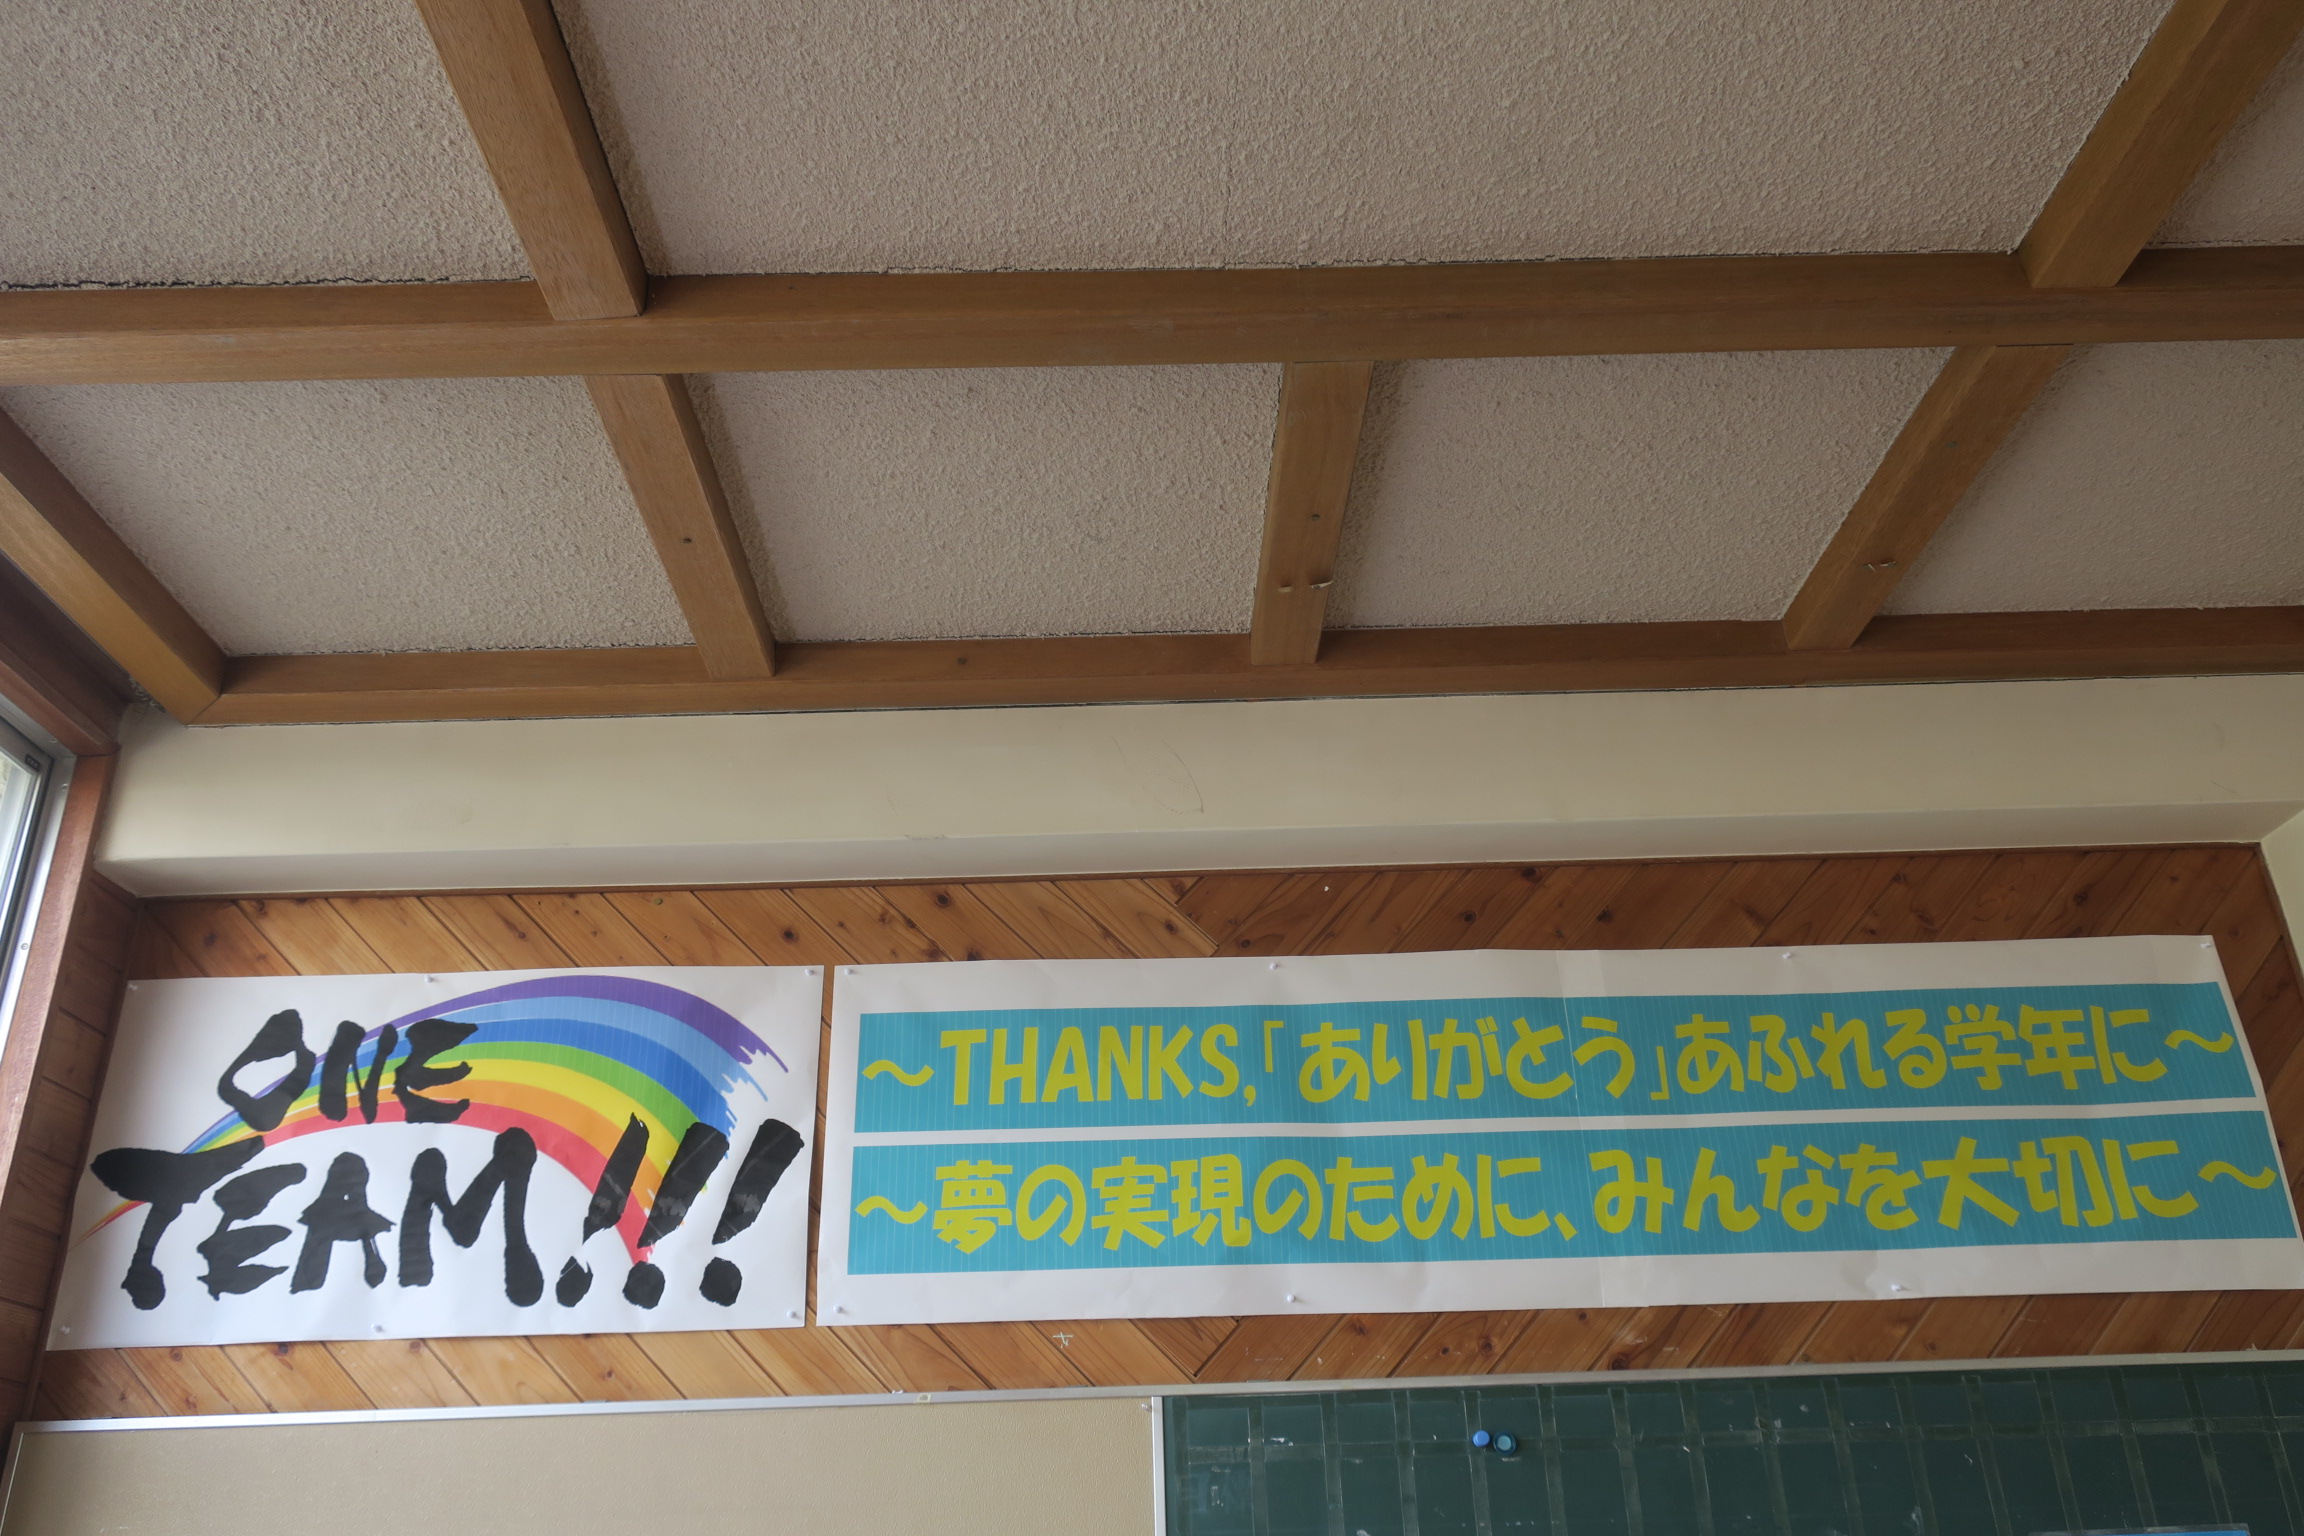 ONE
TEAM!!!
～THANKS,「ありがとう」あふれる学年に～
～夢の実現のために、みんなを大切に～